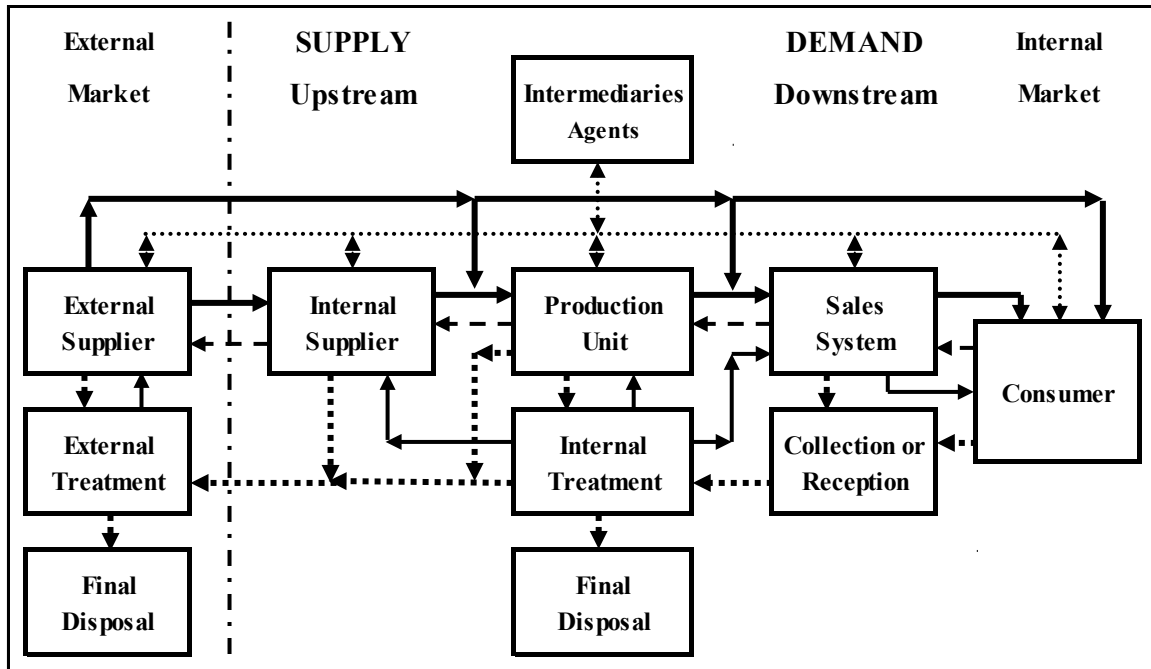 External
Market
SUPPLY
Upstream
DEMAND
Downstream
Internal
Market
Intermediaries
Agents
External
Supplier
Internal
Supplier
Production
Unit
Sales
System
Consumer
External
Treatment
Internal
Treatment
Collection or
Reception
Final
Disposal
Final
Disposal